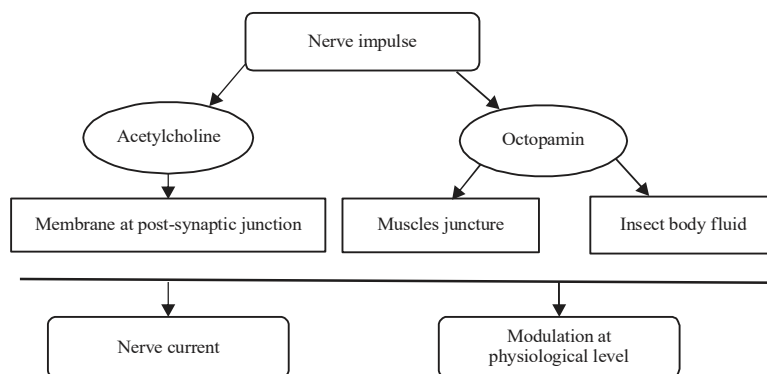 Nerve impulse
Acetylcholine
Octopamin
Membrane at post-synaptic junction
Muscles juncture
Insect body fluid
Nerve current
Modulation at
physiological level